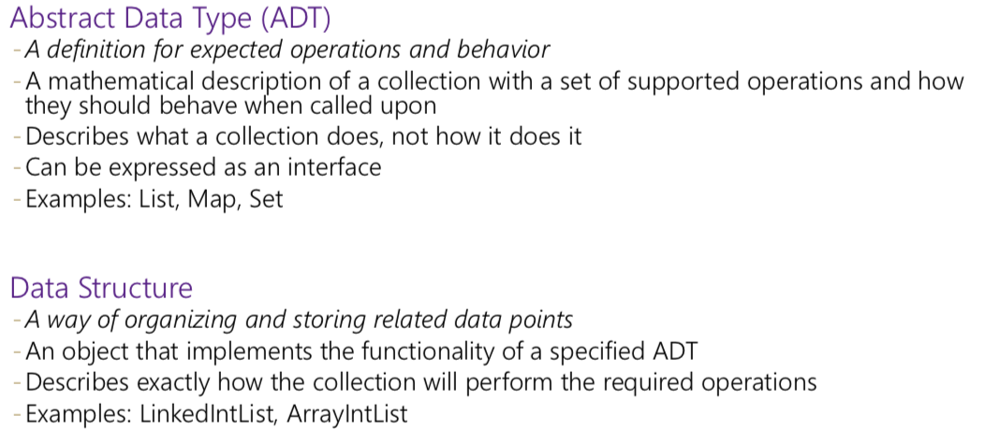 Abstract Data Type (ADT)
- A definition for expected operations and behavior
- A mathematical description of a collection with a set of supported operations and how
they should behave when called upon
- Describes what a collection does, not how it does it
- Can be expressed as an interface
- Examples: List, Map, Set
Data Structure
- A way of organizing and storing related data points
- An object that implements the functionality of a specified ADT
- Describes exactly how the collection will perform the required operations
- Examples: LinkedIntList, ArrayIntList